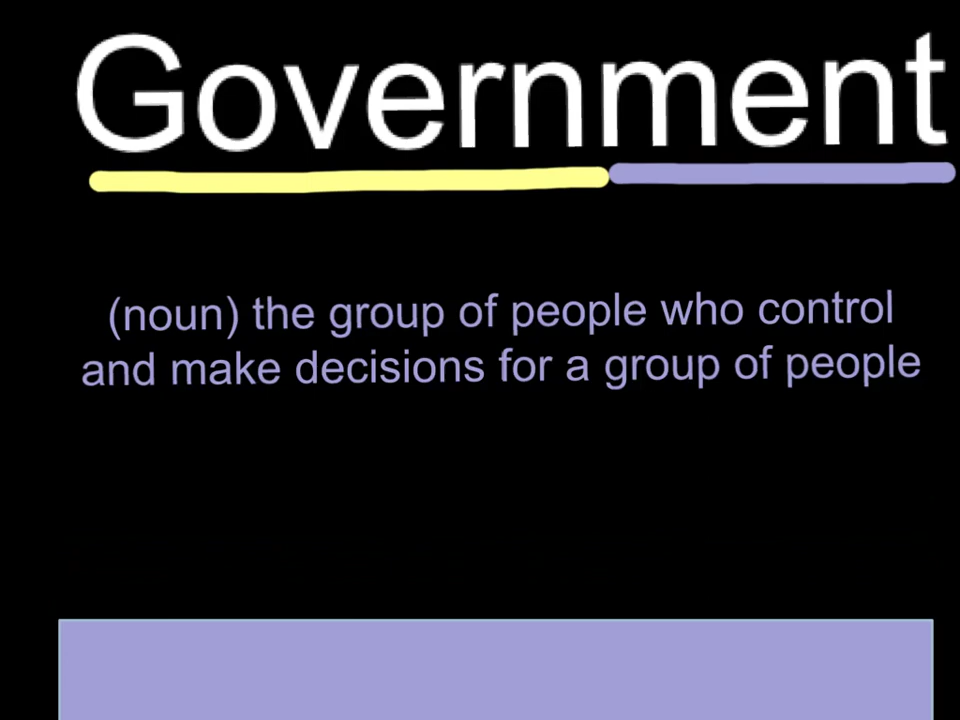 Government
(noun) the group of people who control
and make decisions for a group of people